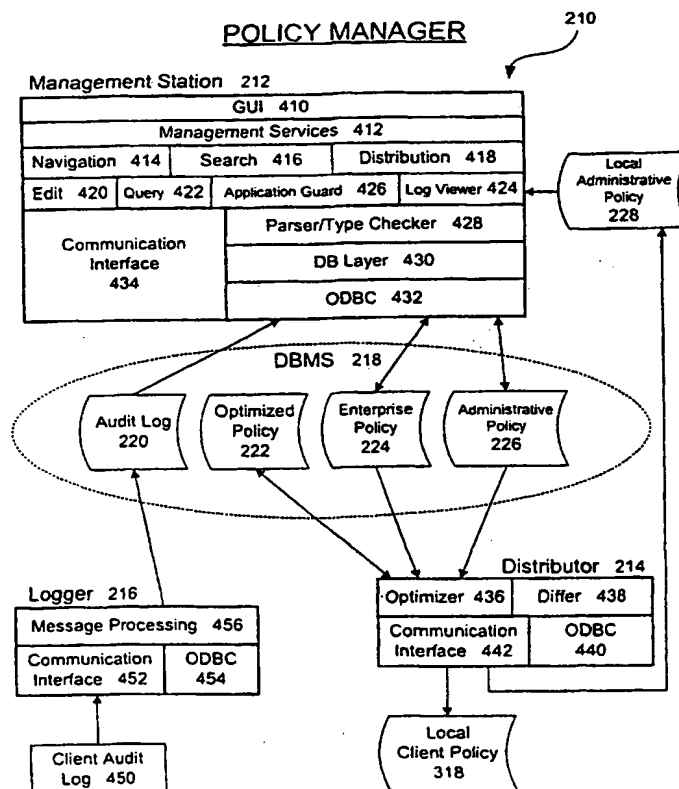 POLICY MANAGER
210
Management Station 212
GUI 410
Management Services 412
Navigation 414
Search 416
Distribution 418
Edit 420
Query 422
Application Guard 426
Log Viewer 424
Local
Administrative
Policy
228
Communication
Interface
434
Parser/Type Checker 428
DB Layer 430
ODBC 432
DBMS 218
Audit Log
220
Optimized
Policy
222
Enterprise
Policy
224
Administrative
Policy
226
Logger 216
Message Processing 456
Communication
Interface 452
ODBC
454
Client Audit
Log 450
Distributor 214
Optimizer 436
Differ 438
Communication
Interface 442
ODBC
440
Local
Client Policy
318